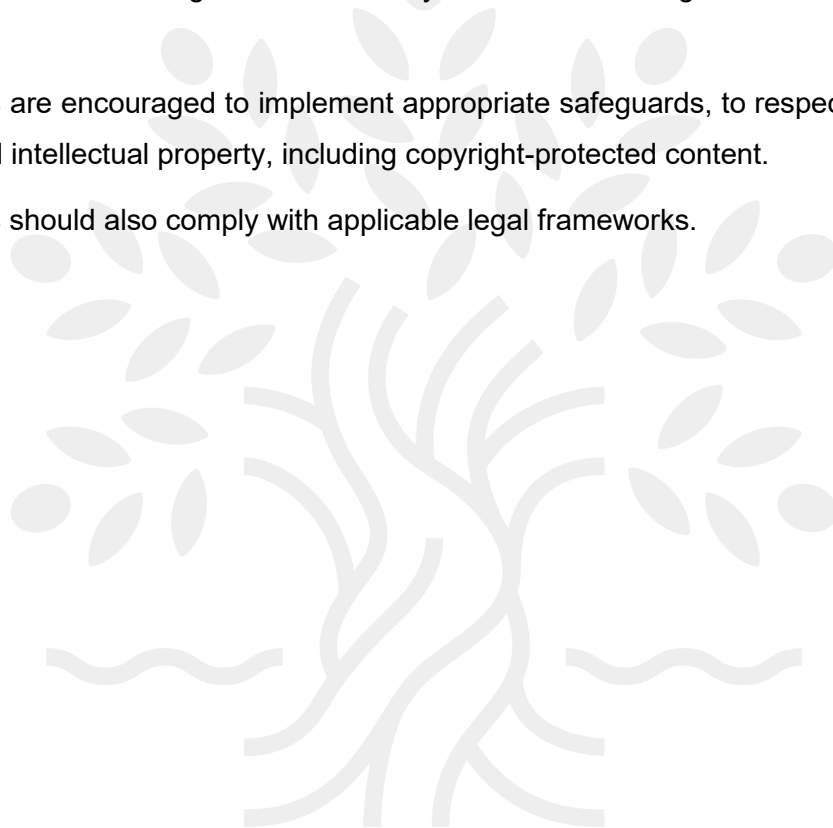 are encouraged to implement appropriate safeguards, to
intellectual property, including copyright-protected content.
should also comply with applicable legal frameworks.